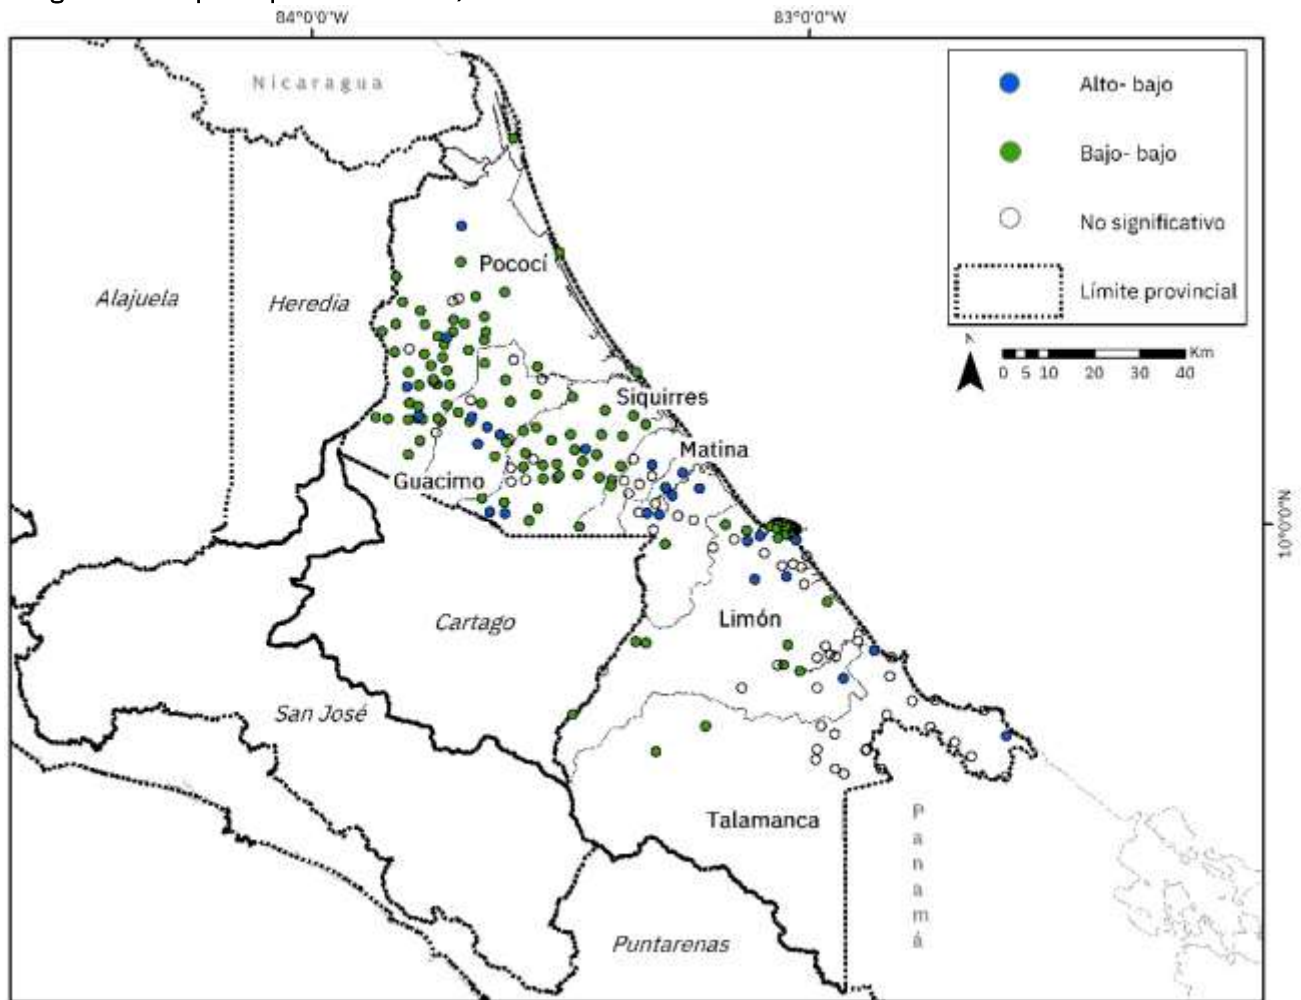 84°0'0"W
83°0'0"W
Nicaragua
Alto- bajo
Bajo- bajo
No significativo
Límite provincial
Pococí
Alajuela
Heredia
N
Km
0 5 10 20 30 40
Siquirres
Matina
Guacimo
10°0'0"N
Cartago
Limón
San José
Talamanca
Panamá
Puntarenas